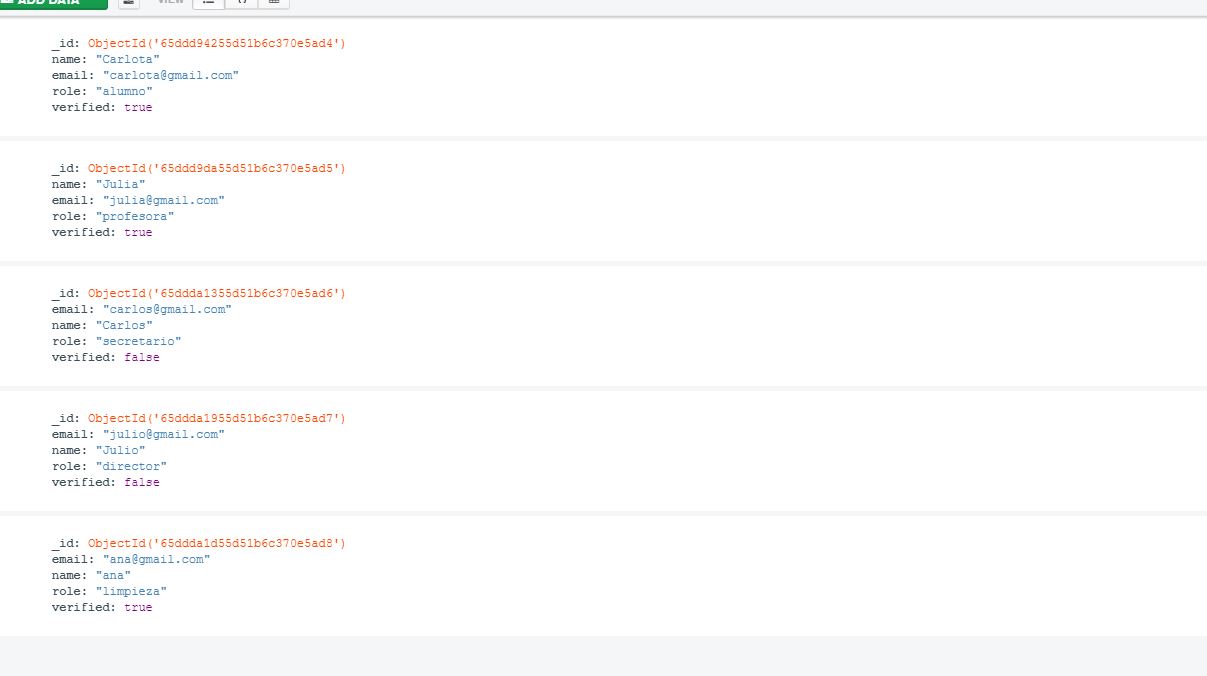 ADD DATA VIEW
_id: ObjectId('65ddd94255d51b6c370e5ad4')
name: "Carlota"
email: "carlota@gmail.com"
role: "alumno"
verified: true
_id: ObjectId('65ddd9da55d51b6c370e5ad5')
name: "Julia"
email: "julia@gmail.com"
role: "profesora"
verified: true
_id: ObjectId('65ddda1355d51b6c370e5ad6')
email: "carlos@gmail.com"
name: "Carlos"
role: "secretario"
verified: false
_id: ObjectId('65ddda1955d51b6c370e5ad7')
email: "julio@gmail.com"
name: "Julio"
role: "director"
verified: false
_id: ObjectId('65ddda1d55d51b6c370e5ad8')
email: "ana@gmail.com"
name: "ana"
role: "limpieza"
verified: true